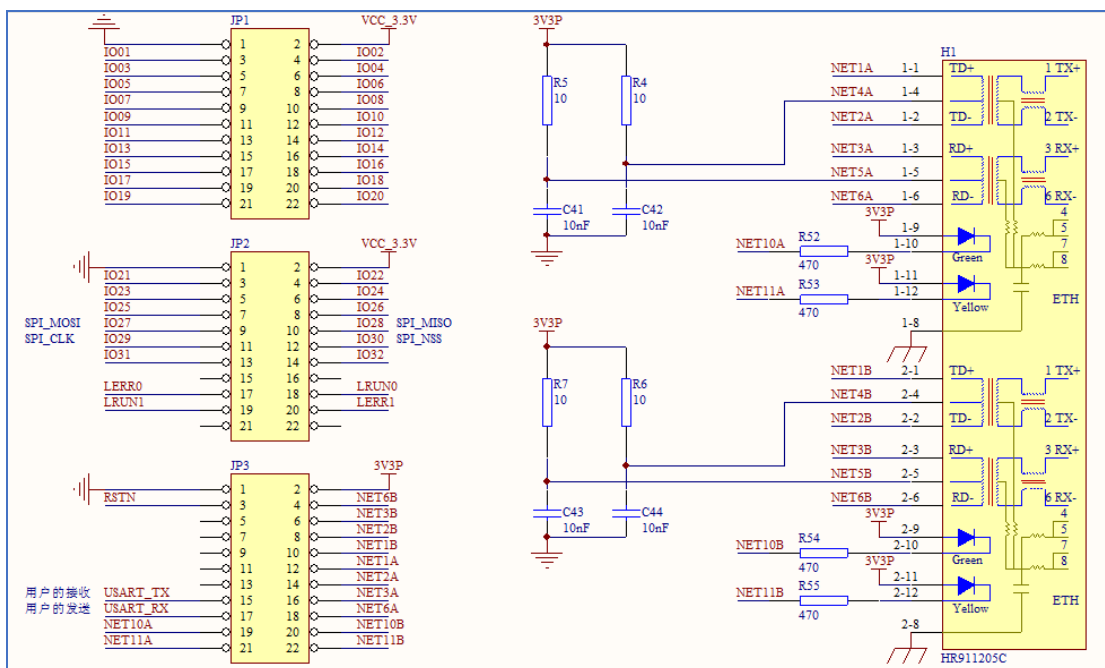 JP1
VCC_3.3V
1 2
IO01 3 4 IO02
IO03 5 6 IO04
IO05 7 8 IO06
IO07 9 10 IO08
IO09 11 12 IO10
IO11 13 14 IO12
IO13 15 16 IO14
IO15 17 18 IO16
IO17 19 20 IO18
IO19 21 22 IO20
JP2
VCC_3.3V
1 2
IO21 3 4 IO22
IO23 5 6 IO24
IO25 7 8 IO26
SPI_MOSI IO27 9 10 IO28 SPI_MISO
SPI_CLK IO29 11 12 IO30 SPI_NSS
IO31 13 14 IO32
15 16
LERR0 17 18 LRUN0
LRUN1 19 20 LERR1
21 22
JP3
3V3P
1 2
RSTN 3 4 NET6B
5 6 NET3B
7 8 NET2B
9 10 NET1B
11 12 NET1A
13 14 NET2A
用户的接收 USART_TX 15 16 NET3A
用户的发送 USART_RX 17 18 NET6A
NET10A 19 20 NET10B
NET11A 21 22 NET11B
3V3P
R5
10
R4
10
C41
10nF
C42
10nF
3V3P
R7
10
R6
10
C43
10nF
C44
10nF
H1
NET1A 1-1 TD+ 1 TX+
NET4A 1-4
NET2A 1-2 TD- 2 TX-
NET3A 1-3 RD+ 3 RX+
NET5A 1-5
NET6A 1-6 RD- 6 RX-
4
5
7
8
3V3P 1-9
NET10A R52 470 1-10 Green
3V3P 1-11
NET11A R53 470 1-12 Yellow
ETH
1-8
NET1B 2-1 TD+ 1 TX+
NET4B 2-4
NET2B 2-2 TD- 2 TX-
NET3B 2-3 RD+ 3 RX+
NET5B 2-5
NET6B 2-6 RD- 6 RX-
4
5
7
8
3V3P 2-9
NET10B R54 470 2-10 Green
3V3P 2-11
NET11B R55 470 2-12 Yellow
ETH
2-8
HR911205C